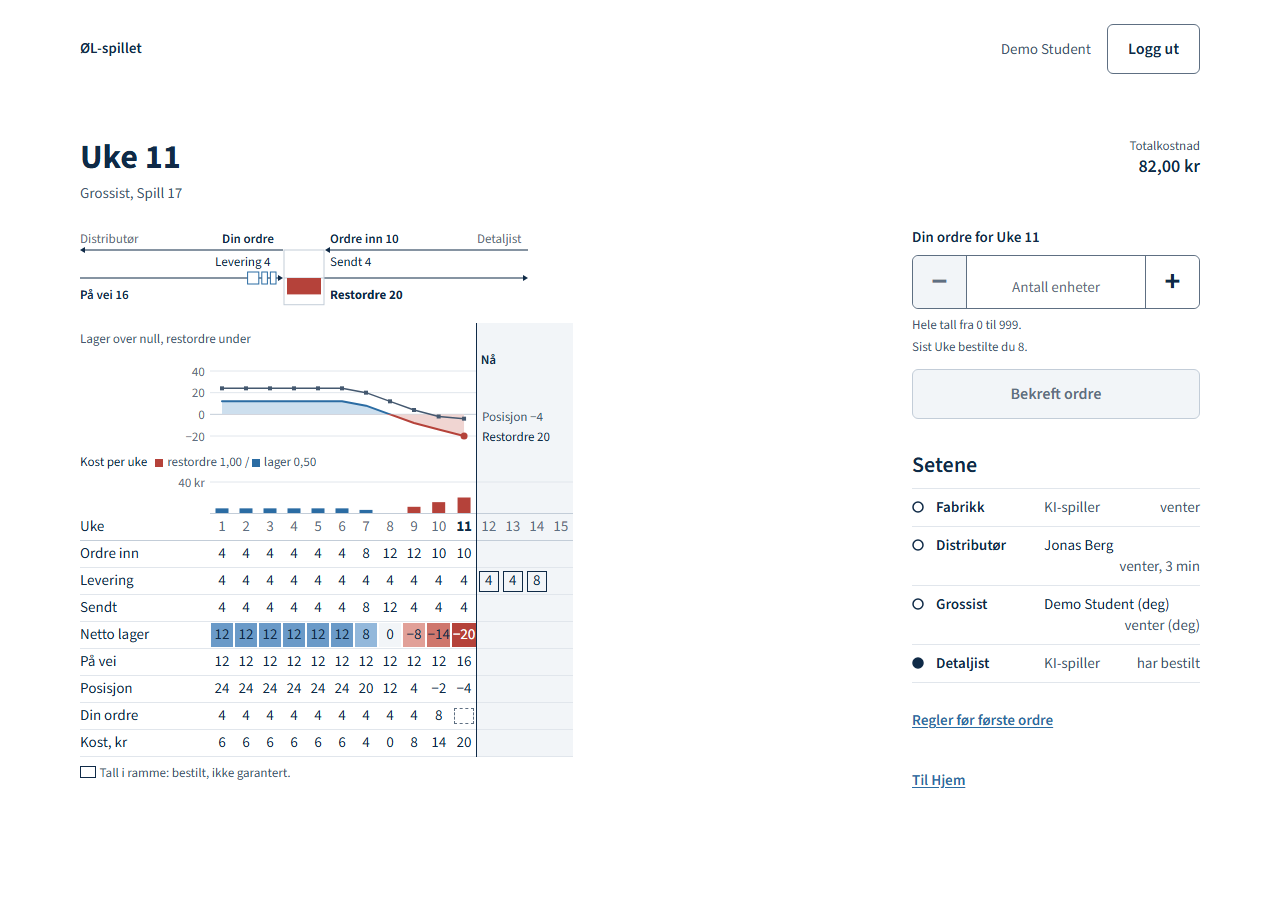 ØL-spillet
Demo Student
Logg ut
Uke 11
Grossist, Spill 17
Totalkostnad
82,00 kr
Distributør Din ordre Ordre inn 10 Detaljist
Levering 4 Sendt 4
På vei 16 Restordre 20
Lager over null, restordre under
Nå
40
20
0
−20
Posisjon −4
Restordre 20
Kost per uke restordre 1,00 / lager 0,50
40 kr
Uke 1 2 3 4 5 6 7 8 9 10 11 12 13 14 15
Ordre inn 4 4 4 4 4 4 8 12 12 10 10
Levering 4 4 4 4 4 4 4 4 4 4 4 4 4 8
Sendt 4 4 4 4 4 4 8 12 4 4 4
Netto lager 12 12 12 12 12 12 8 0 −8 −14 −20
På vei 12 12 12 12 12 12 12 12 12 12 16
Posisjon 24 24 24 24 24 24 20 12 4 −2 −4
Din ordre 4 4 4 4 4 4 4 4 4 8
Kost, kr 6 6 6 6 6 6 4 0 8 14 20
Tall i ramme: bestilt, ikke garantert.
Din ordre for Uke 11
− Antall enheter +
Hele tall fra 0 til 999.
Sist Uke bestilte du 8.
Bekreft ordre
Setene
Fabrikk KI-spiller venter
Distributør Jonas Berg
venter, 3 min
Grossist Demo Student (deg)
venter (deg)
Detaljist KI-spiller har bestilt
Regler før første ordre
Til Hjem